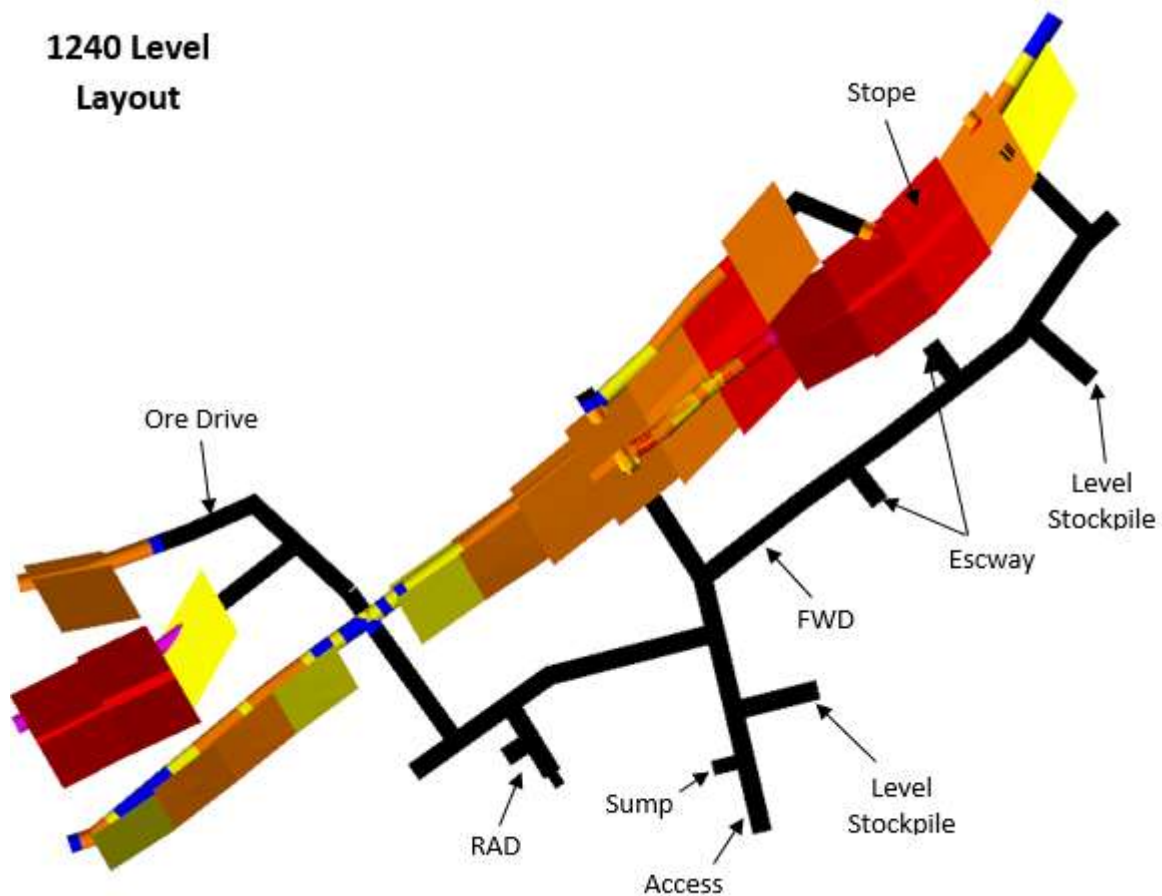 1240 Level
Layout
Stope
Ore Drive
Level
Stockpile
Escway
FWD
Level
Stockpile
Sump
RAD
Access